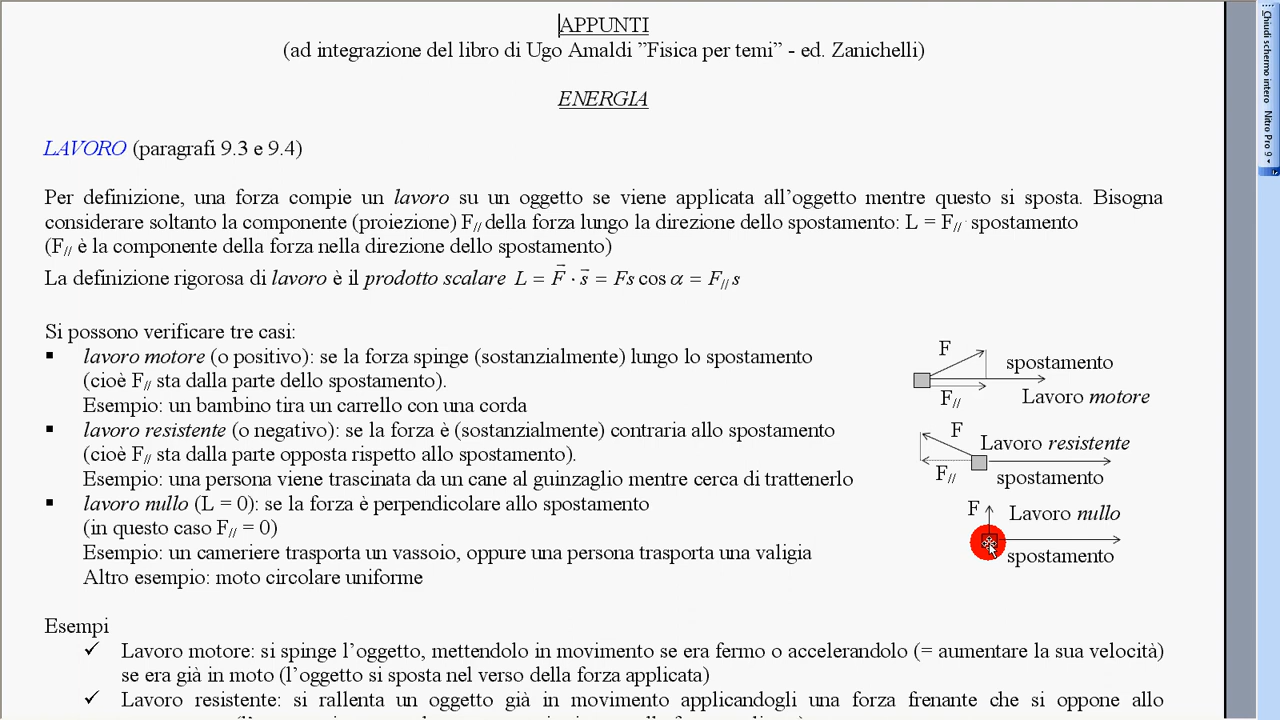 APPUNTI
(ad integrazione del libro di Ugo Amaldi ”Fisica per temi” - ed. Zanichelli)
ENERGIA
LAVORO (paragrafi 9.3 e 9.4)
Per definizione, una forza compie un lavoro su un oggetto se viene applicata all’oggetto mentre questo si sposta. Bisogna
considerare soltanto la componente (proiezione) F// della forza lungo la direzione dello spostamento: L = F// · spostamento
(F// è la componente della forza nella direzione dello spostamento)
La definizione rigorosa di lavoro è il prodotto scalare L = F⃗ · s⃗ = Fs cos α = F// s
Si possono verificare tre casi:
▪ lavoro motore (o positivo): se la forza spinge (sostanzialmente) lungo lo spostamento
(cioè F// sta dalla parte dello spostamento).
Esempio: un bambino tira un carrello con una corda
▪ lavoro resistente (o negativo): se la forza è (sostanzialmente) contraria allo spostamento
(cioè F// sta dalla parte opposta rispetto allo spostamento).
Esempio: una persona viene trascinata da un cane al guinzaglio mentre cerca di trattenerlo
▪ lavoro nullo (L = 0): se la forza è perpendicolare allo spostamento
(in questo caso F// = 0)
Esempio: un cameriere trasporta un vassoio, oppure una persona trasporta una valigia
Altro esempio: moto circolare uniforme
F
spostamento
F//
Lavoro motore
F
Lavoro resistente
F//
spostamento
F
Lavoro nullo
spostamento
Esempi
✓ Lavoro motore: si spinge l’oggetto, mettendolo in movimento se era fermo o accelerandolo (= aumentare la sua velocità)
se era già in moto (l’oggetto si sposta nel verso della forza applicata)
✓ Lavoro resistente: si rallenta un oggetto già in movimento applicandogli una forza frenante che si oppone allo
Chiudi schermo intero
Nitro Pro 9